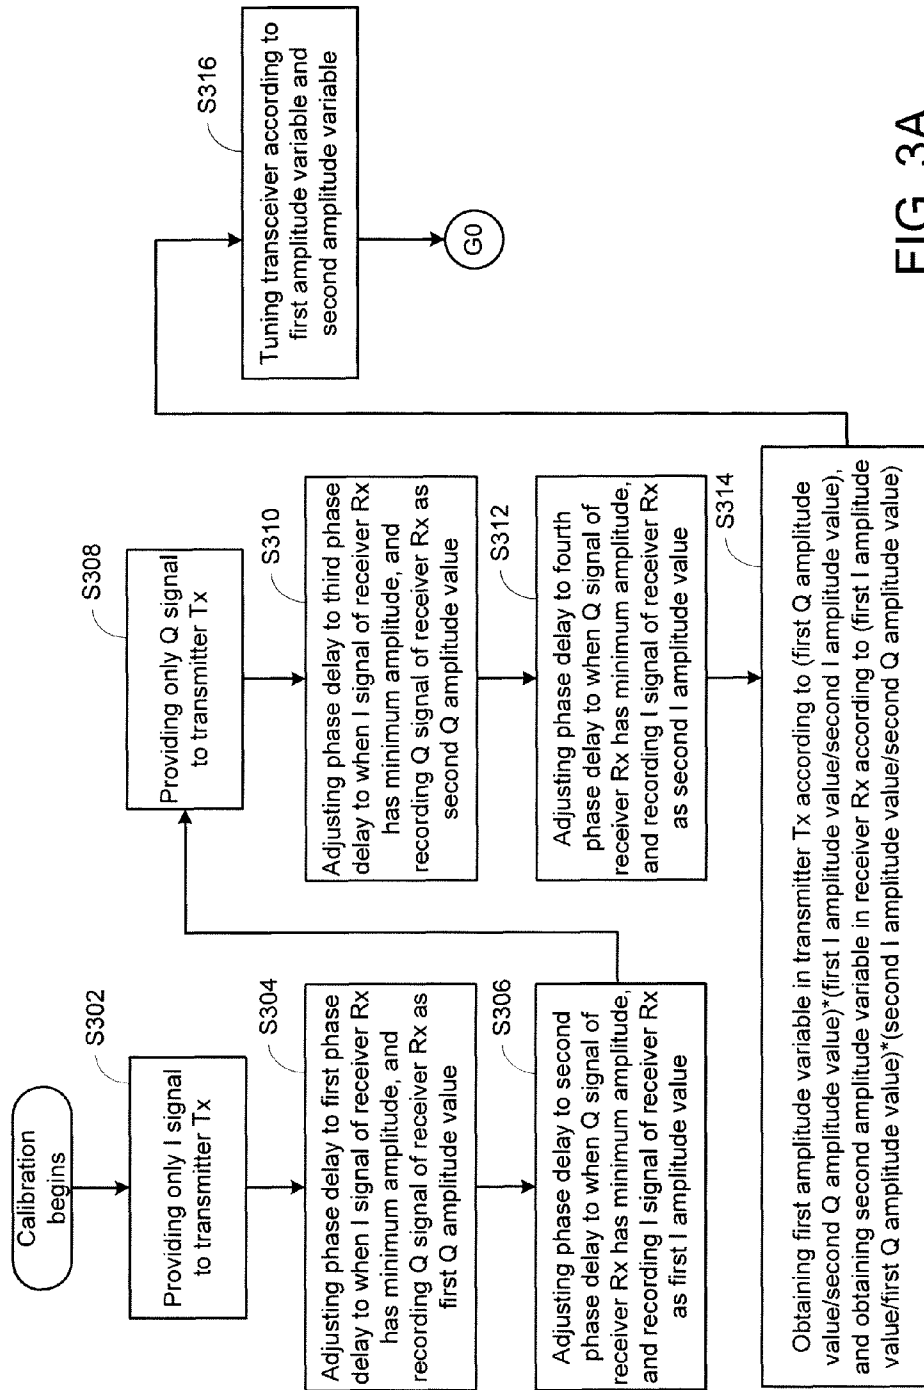 Calibration
begins
S302
Providing only I signal
to transmitter Tx
S304
Adjusting phase delay to first phase
delay to when I signal of receiver Rx
has minimum amplitude, and
recording Q signal of receiver Rx as
first Q amplitude value
S306
Adjusting phase delay to second
phase delay to when Q signal of
receiver Rx has minimum amplitude,
and recording I signal of receiver Rx
as first I amplitude value
S308
Providing only Q signal
to transmitter Tx
S310
Adjusting phase delay to third phase
delay to when I signal of receiver Rx
has minimum amplitude, and
recording Q signal of receiver Rx as
second Q amplitude value
S312
Adjusting phase delay to fourth
phase delay to when Q signal of
receiver Rx has minimum amplitude,
and recording I signal of receiver Rx
as second I amplitude value
S314
Obtaining first amplitude variable in transmitter Tx according to (first Q amplitude
value/second Q amplitude value)*(first I amplitude value/second I amplitude value),
and obtaining second amplitude variable in receiver Rx according to (first I amplitude
value/first Q amplitude value)*(second I amplitude value/second Q amplitude value)
S316
Tuning transceiver according to
first amplitude variable and
second amplitude variable
G0
FIG. 3A